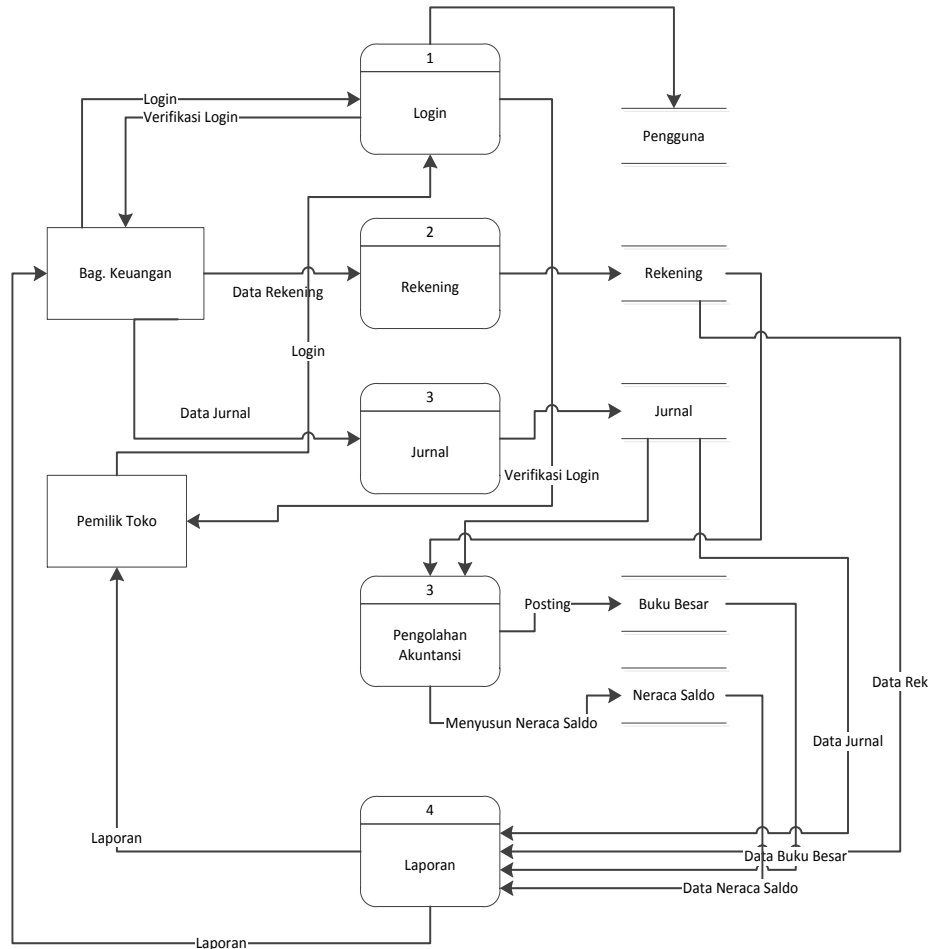 1
Login
Login
Verifikasi Login
Pengguna
2
Rekening
Bag. Keuangan
Data Rekening
Rekening
Login
3
Jurnal
Data Jurnal
Jurnal
Verifikasi Login
Pemilik Toko
3
Pengolahan
Akuntansi
Posting
Buku Besar
Menyusun Neraca Saldo
Neraca Saldo
Data Rek
Data Jurnal
4
Laporan
Laporan
Data Buku Besar
Data Neraca Saldo
Laporan